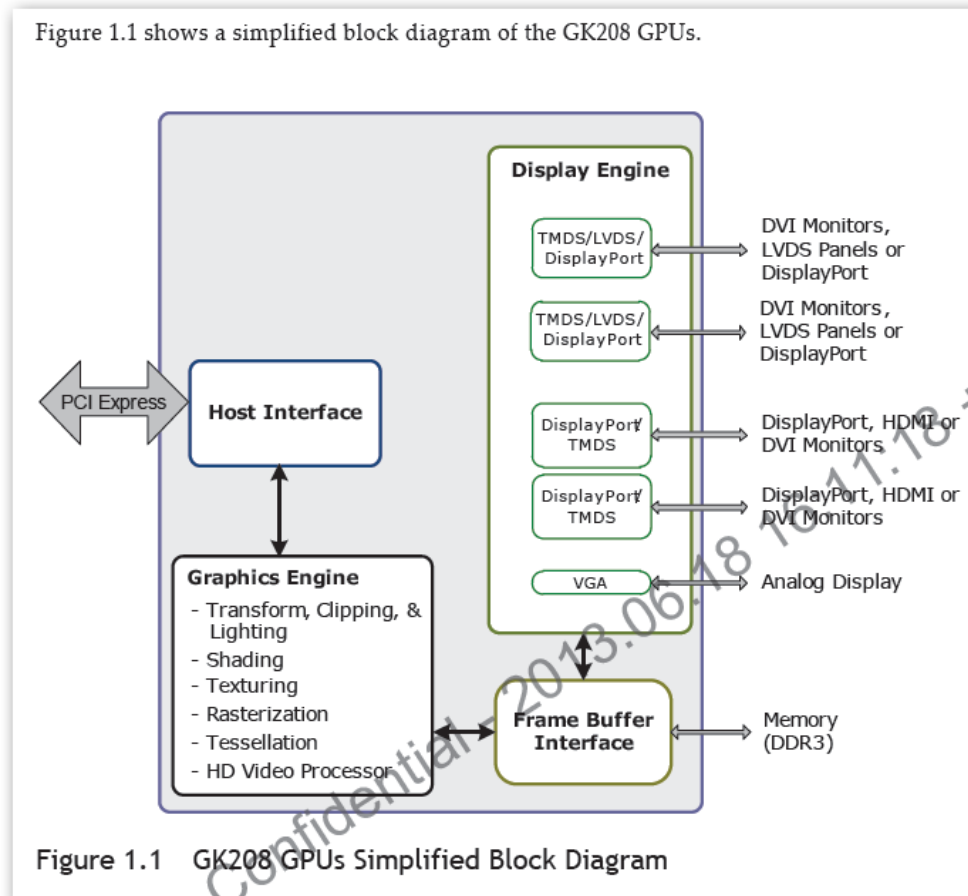 Figure 1.1 shows a simplified block diagram of the GK208 GPUs.
Display Engine
TMDS/LVDS/
DisplayPort
DVI Monitors,
LVDS Panels or
DisplayPort
TMDS/LVDS/
DisplayPort
DVI Monitors,
LVDS Panels or
DisplayPort
PCI Express
Host Interface
DisplayPort/
TMDS
DisplayPort, HDMI or
DVI Monitors
DisplayPort/
TMDS
DisplayPort, HDMI or
DVI Monitors
VGA
Analog Display
Graphics Engine
- Transform, Clipping, &
Lighting
- Shading
- Texturing
- Rasterization
- Tessellation
- HD Video Processor
Frame Buffer
Interface
Memory
(DDR3)
Confidential - 2013.06.18 16:11:18
Figure 1.1 GK208 GPUs Simplified Block Diagram